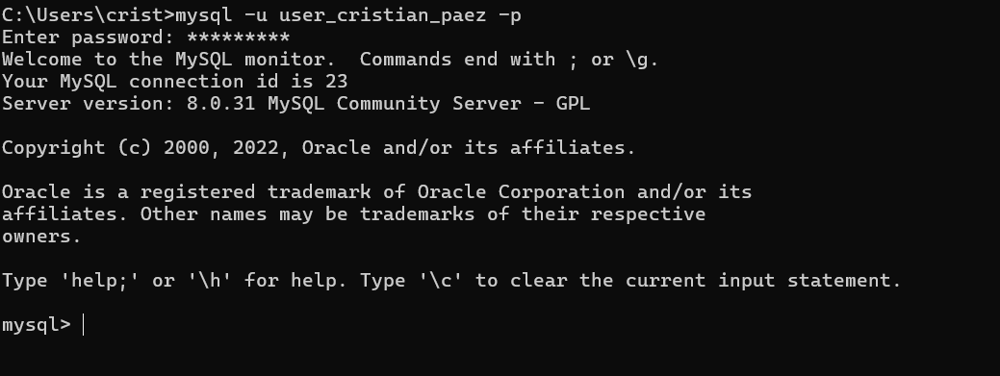 C:\Users\crist>mysql -u user_cristian_paez -p
Enter password: *********
Welcome to the MySQL monitor.  Commands end with ; or \g.
Your MySQL connection id is 23
Server version: 8.0.31 MySQL Community Server - GPL

Copyright (c) 2000, 2022, Oracle and/or its affiliates.

Oracle is a registered trademark of Oracle Corporation and/or its
affiliates. Other names may be trademarks of their respective
owners.

Type 'help;' or '\h' for help. Type '\c' to clear the current input statement.

mysql>